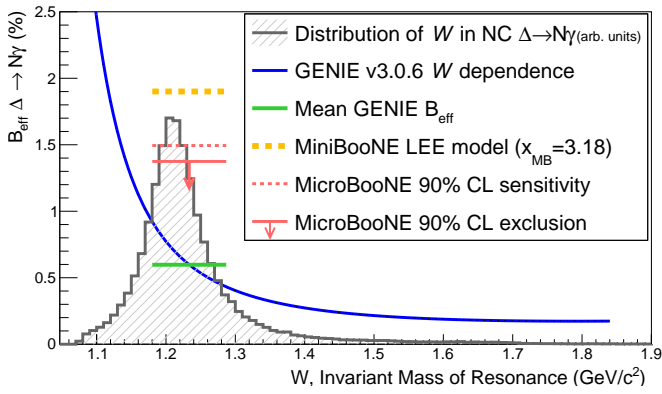 B_eff Δ → Nγ (%)
2.5
2
1.5
1
0.5
0
Distribution of W in NC Δ→Nγ(arb. units)
GENIE v3.0.6 W dependence
Mean GENIE B_eff
MiniBooNE LEE model (x_MB=3.18)
MicroBooNE 90% CL sensitivity
MicroBooNE 90% CL exclusion
1.1 1.2 1.3 1.4 1.5 1.6 1.7 1.8 1.9
W, Invariant Mass of Resonance (GeV/c²)